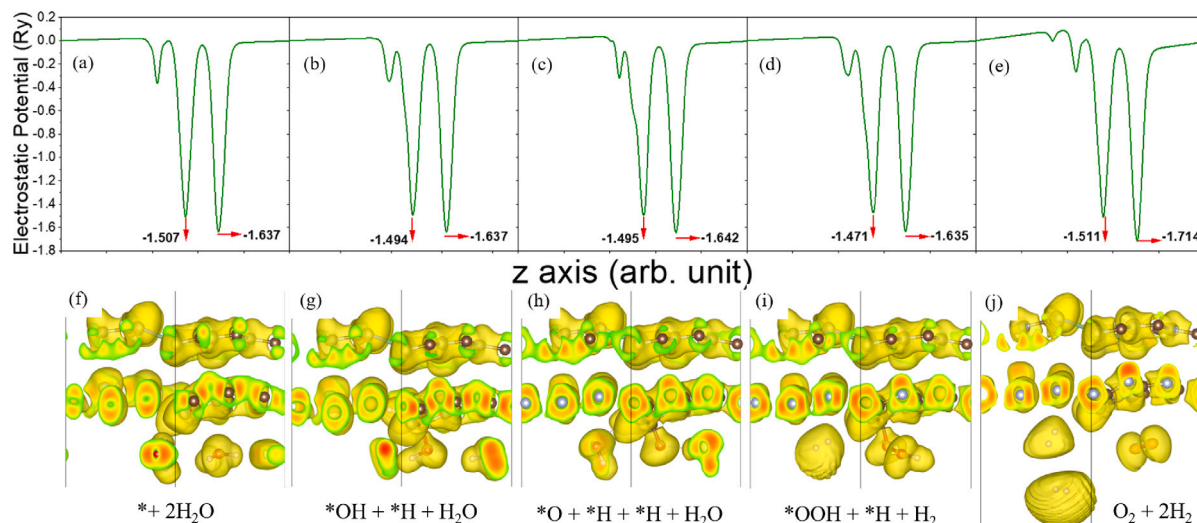 Electrostatic Potential (Ry)
0.2
0.0
-0.2
-0.4
-0.6
-0.8
-1.0
-1.2
-1.4
-1.6
-1.8
(a) (b) (c) (d) (e)
-1.507 -1.637 -1.494 -1.637 -1.495 -1.642 -1.471 -1.635 -1.511 -1.714
z axis (arb. unit)
(f) (g) (h) (i) (j)
*+ 2H₂O *OH + *H + H₂O *O + *H + *H + H₂O *OOH + *H + H₂ O₂ + 2H₂